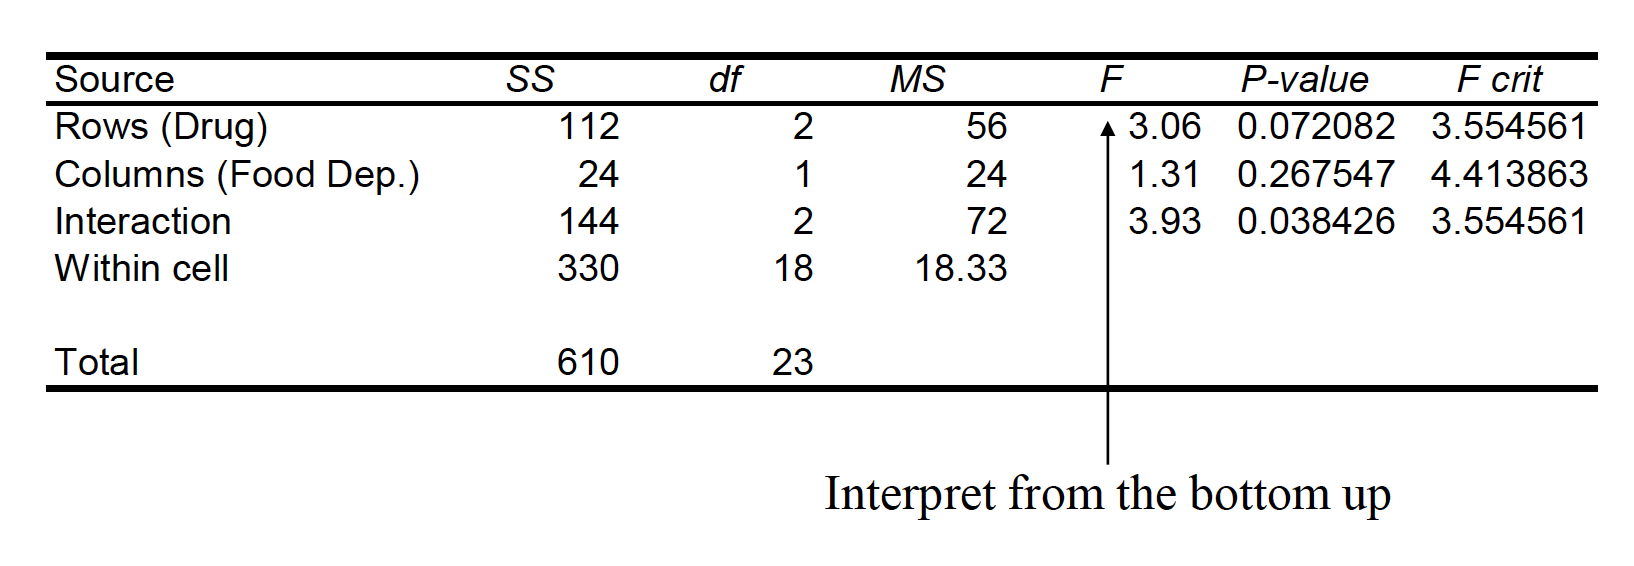 Source SS df MS F P-value F crit
Rows (Drug) 112 2 56 3.06 0.072082 3.554561
Columns (Food Dep.) 24 1 24 1.31 0.267547 4.413863
Interaction 144 2 72 3.93 0.038426 3.554561
Within cell 330 18 18.33
Total 610 23
Interpret from the bottom up